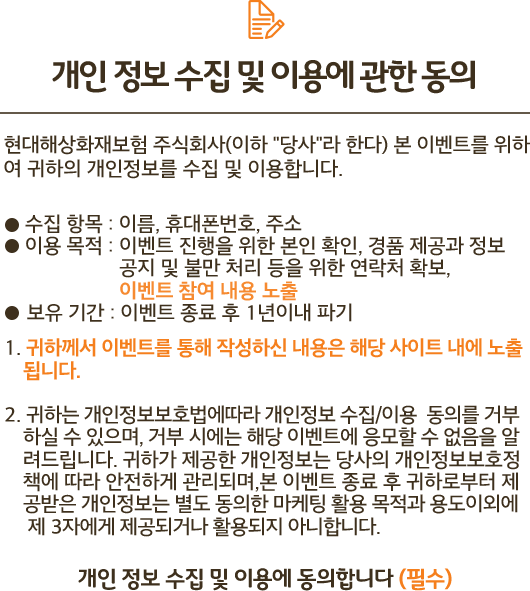 개인 정보 수집 및 이용에 관한 동의
현대해상화재보험 주식회사(이하 "당사"라 한다) 본 이벤트를 위하
여 귀하의 개인정보를 수집 및 이용합니다.
● 수집 항목 : 이름, 휴대폰번호, 주소
● 이용 목적 : 이벤트 진행을 위한 본인 확인, 경품 제공과 정보
공지 및 불만 처리 등을 위한 연락처 확보,
이벤트 참여 내용 노출
● 보유 기간 : 이벤트 종료 후 1년이내 파기
1. 귀하께서 이벤트를 통해 작성하신 내용은 해당 사이트 내에 노출
됩니다.
2. 귀하는 개인정보보호법에따라 개인정보 수집/이용 동의를 거부
하실 수 있으며, 거부 시에는 해당 이벤트에 응모할 수 없음을 알
려드립니다. 귀하가 제공한 개인정보는 당사의 개인정보보호정
책에 따라 안전하게 관리되며,본 이벤트 종료 후 귀하로부터 제
공받은 개인정보는 별도 동의한 마케팅 활용 목적과 용도이외에
제 3자에게 제공되거나 활용되지 아니합니다.
개인 정보 수집 및 이용에 동의합니다 (필수)